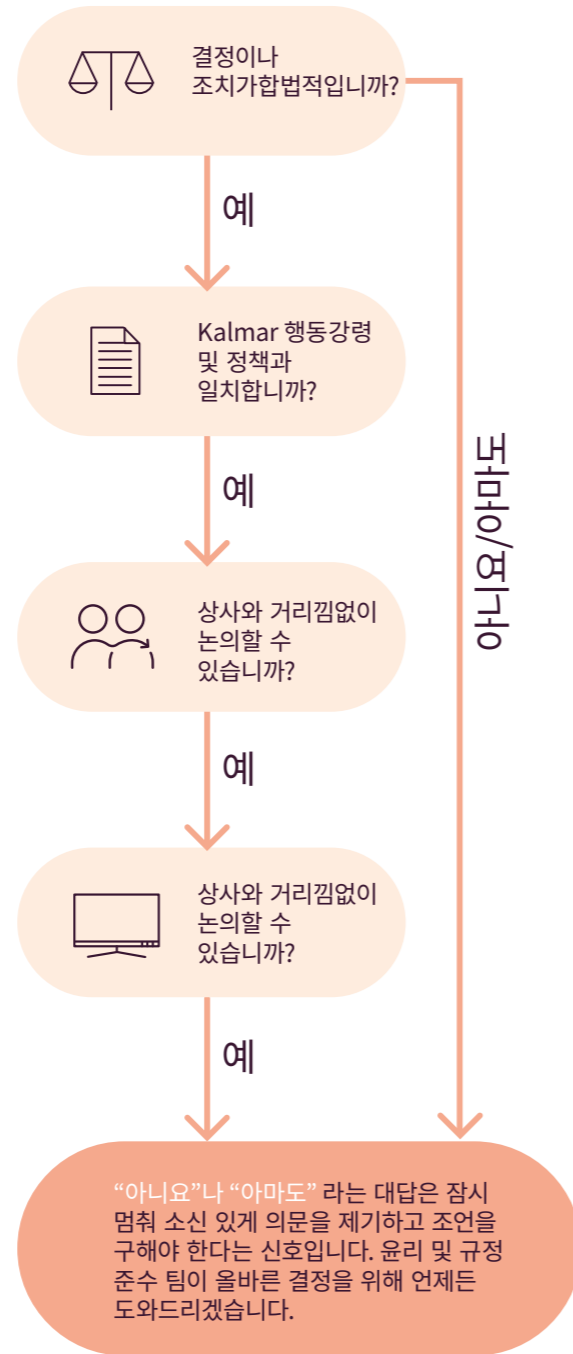 결정이나
조치가합법적입니까?
예
Kalmar 행동강령
및 정책과
일치합니까?
예
아니요/아마도
상사와 거리낌없이
논의할 수
있습니까?
예
상사와 거리낌없이
논의할 수
있습니까?
예
“아니요”나 “아마도” 라는 대답은 잠시
멈춰 소신 있게 의문을 제기하고 조언을
구해야 한다는 신호입니다. 윤리 및 규정
준수 팀이 올바른 결정을 위해 언제든
도와드리겠습니다.